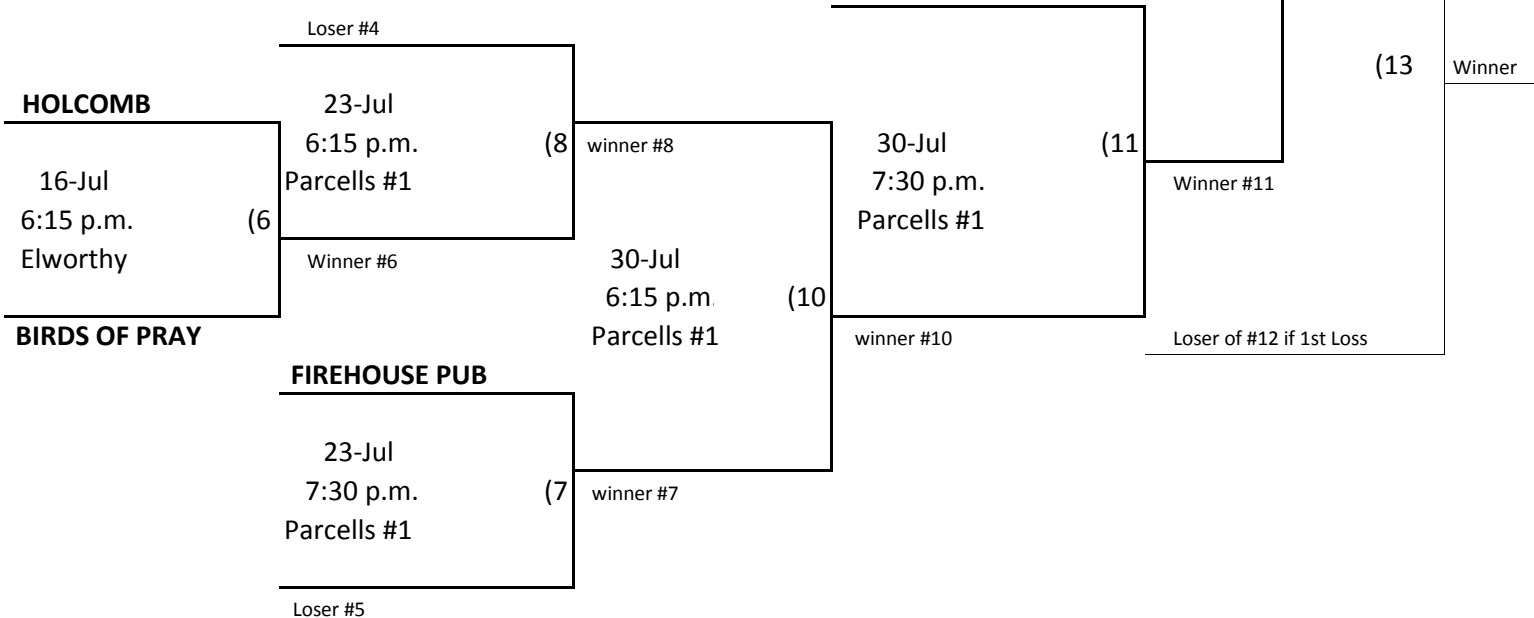 Loser #4
(13 Winner
HOLCOMB
23-Jul
6:15 p.m. (8 winner #8
Parcells #1
30-Jul
7:30 p.m. (11
Parcells #1
16-Jul
6:15 p.m. (6
Elworthy
Winner #11
Winner #6
30-Jul
6:15 p.m. (10
Parcells #1
BIRDS OF PRAY
winner #10
Loser of #12 if 1st Loss
FIREHOUSE PUB
23-Jul
7:30 p.m. (7 winner #7
Parcells #1
Loser #5